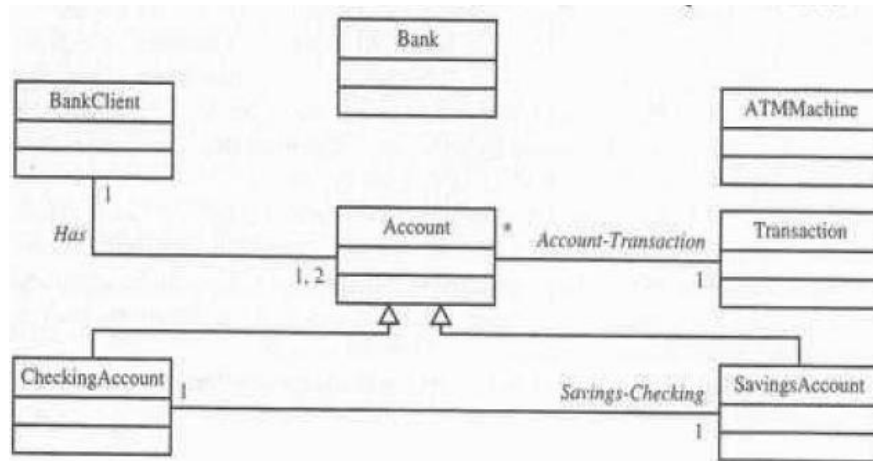 Bank
BankClient
ATMMachine
1
Has
Account
*
Account-Transaction
Transaction
1, 2
1
CheckingAccount
1
Savings-Checking
SavingsAccount
1